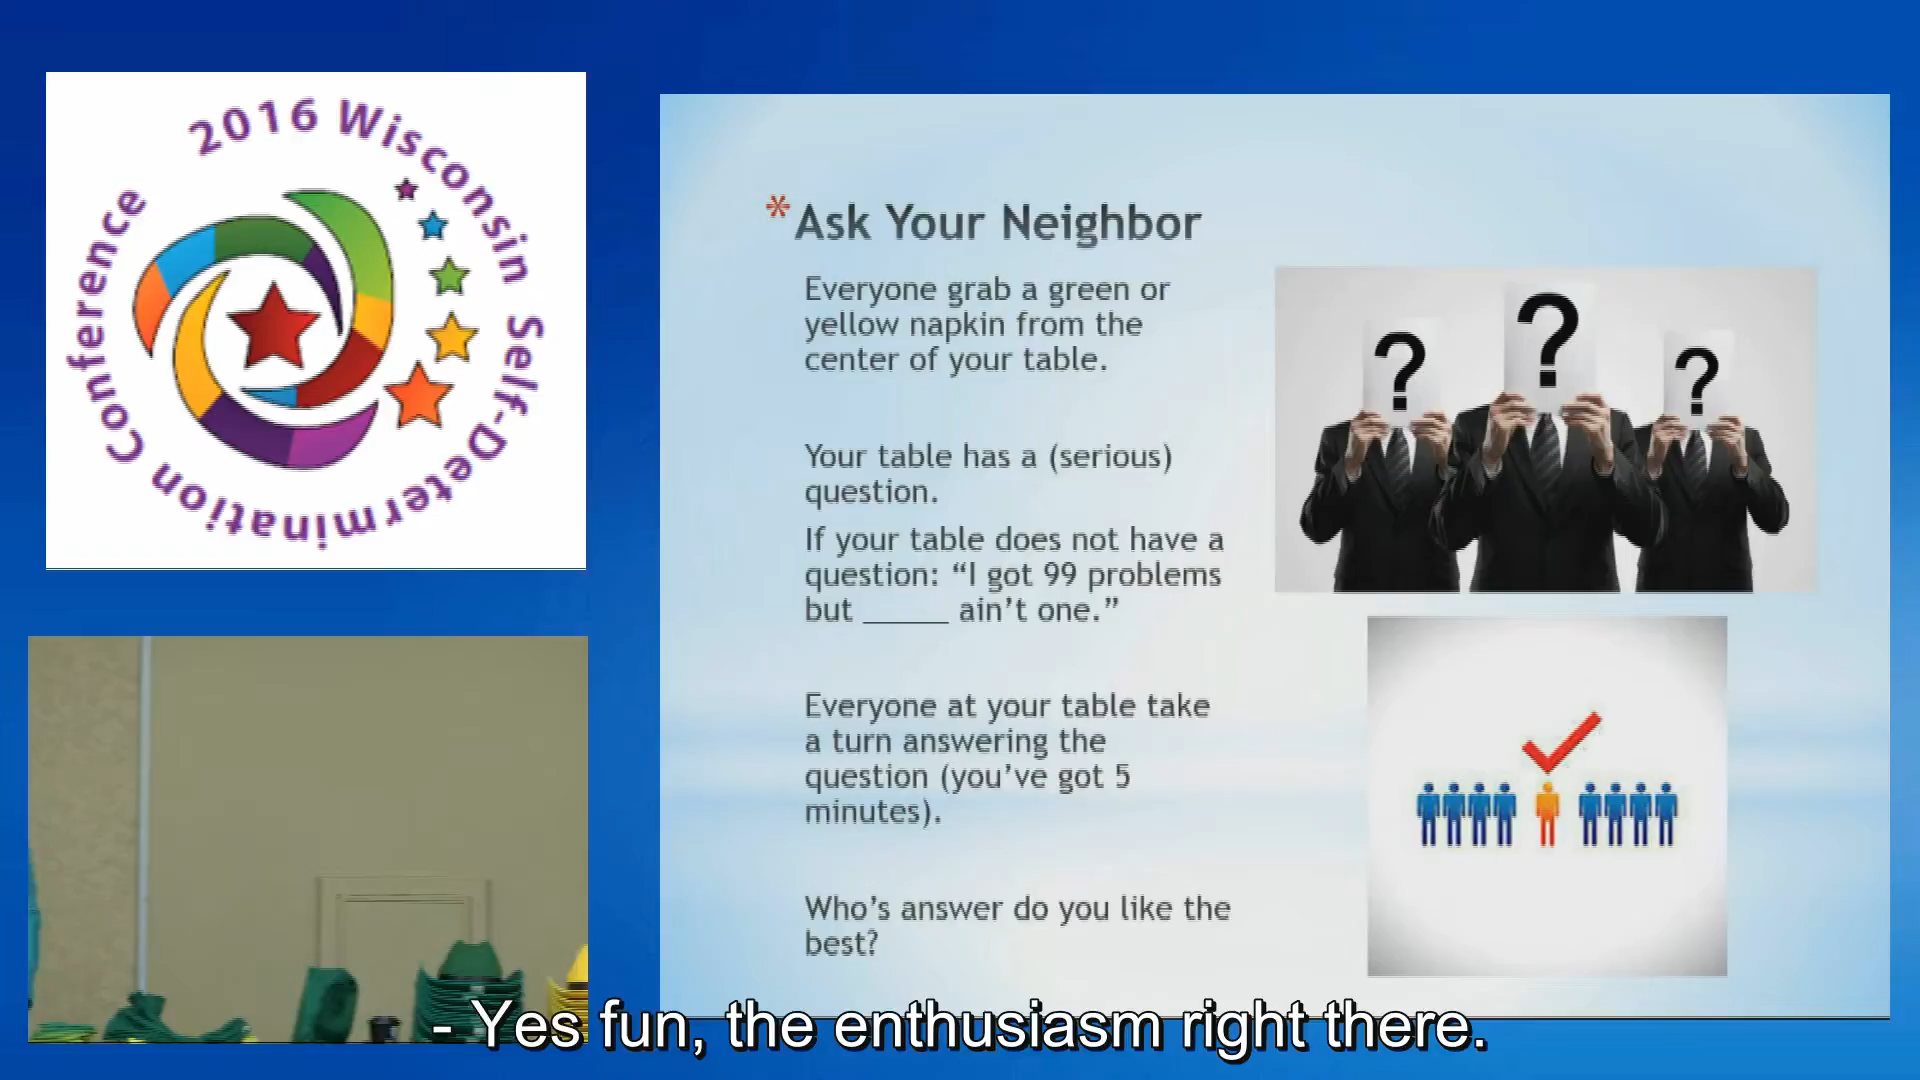 2016 Wisconsin Self-Determination Conference
*Ask Your Neighbor
Everyone grab a green or
yellow napkin from the
center of your table.
Your table has a (serious)
question.
If your table does not have a
question: “I got 99 problems
but _____ ain’t one.”
Everyone at your table take
a turn answering the
question (you’ve got 5
minutes).
Who’s answer do you like the
best?
?
?
?
- Yes fun, the enthusiasm right there.